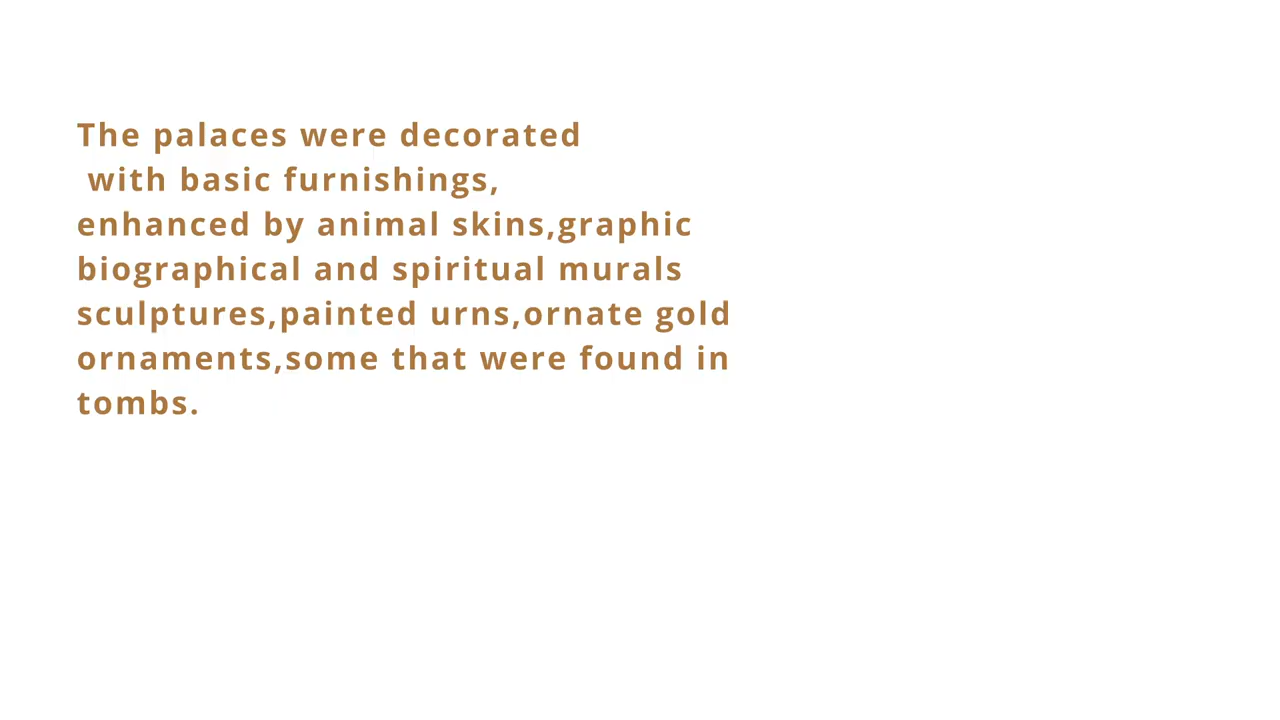 The palaces were decorated
with basic furnishings,
enhanced by animal skins,graphic
biographical and spiritual murals
sculptures,painted urns,ornate gold
ornaments,some that were found in
tombs.